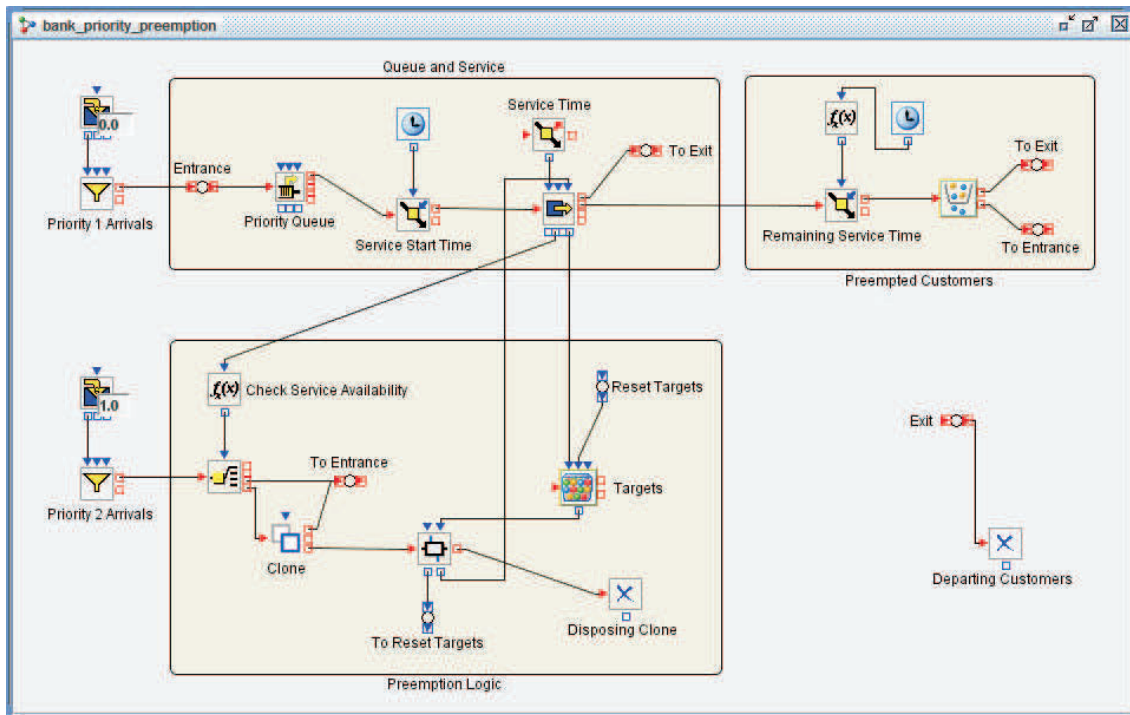 bank_priority_preemption
Queue and Service
0.0
Priority 1 Arrivals
Entrance
Priority Queue
Service Start Time
Service Time
To Exit
f(x)
Remaining Service Time
To Exit
To Entrance
Preempted Customers
1.0
Priority 2 Arrivals
f(x)
Check Service Availability
To Entrance
Clone
To Reset Targets
Reset Targets
Targets
Disposing Clone
Preemption Logic
Exit
Departing Customers